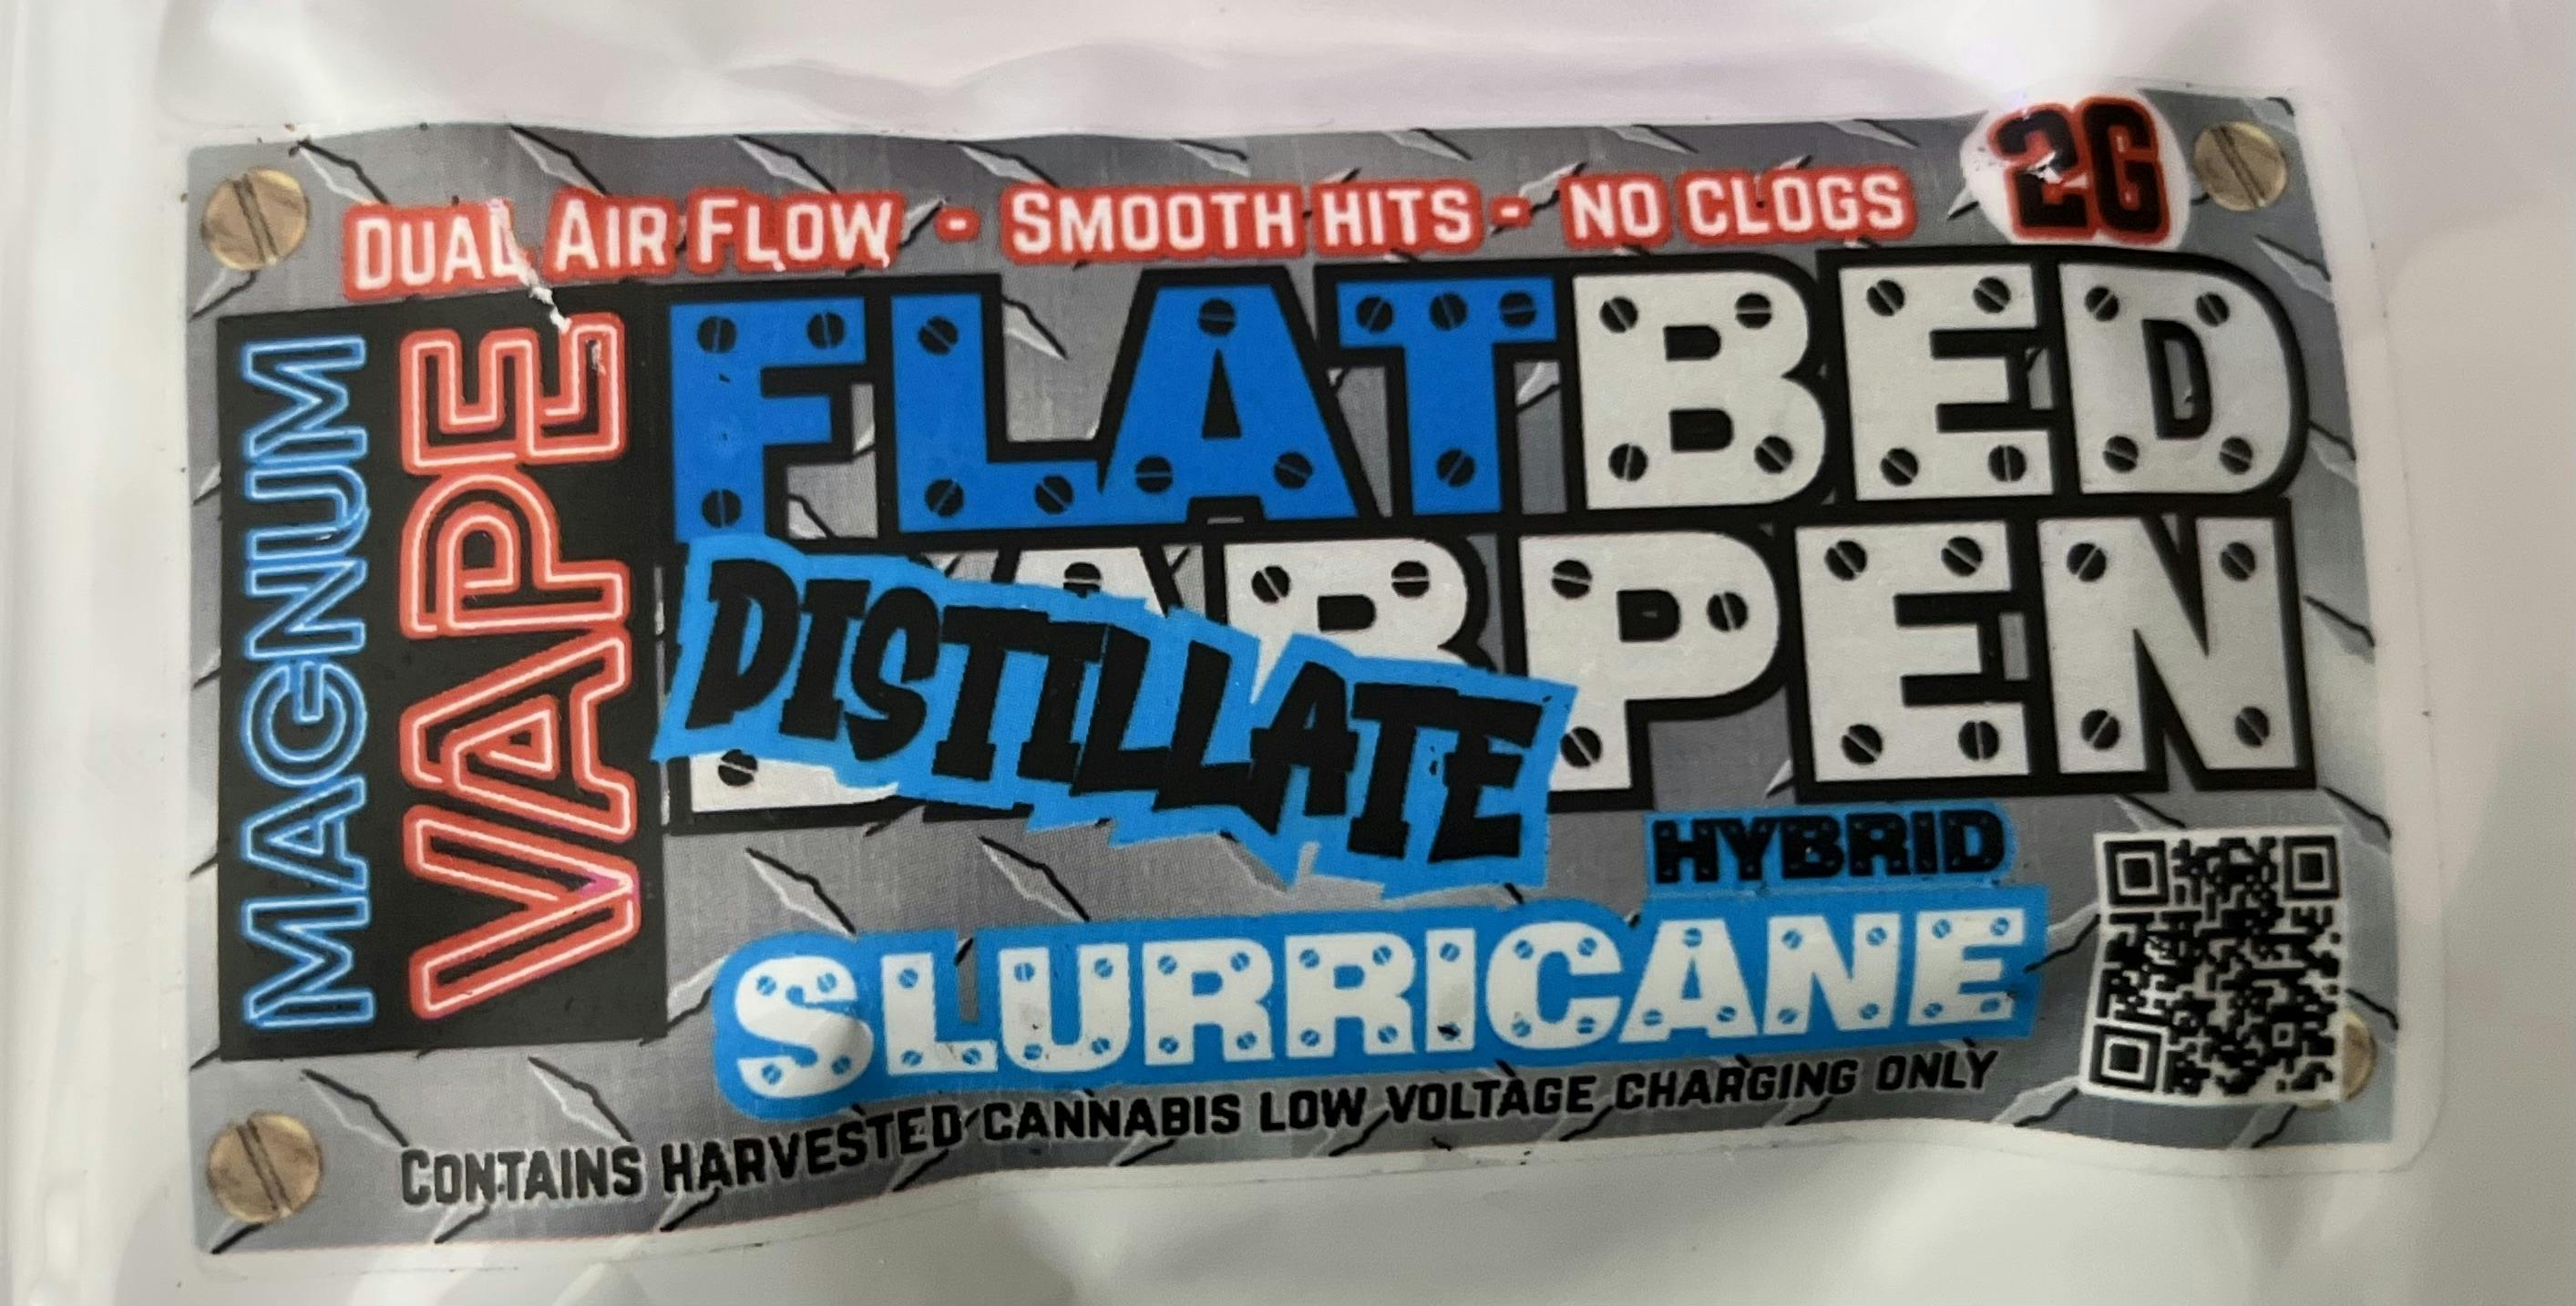 DUAL AIR FLOW - SMOOTH HITS - NO CLOGS
2G
MAGNUM
VAPE
FLATBED
PEN
DISTILLATE
HYBRID
SLURRICANE
CONTAINS HARVESTED CANNABIS LOW VOLTAGE CHARGING ONLY